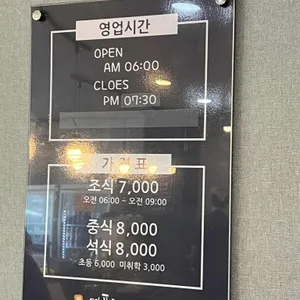 영업시간
OPEN
AM 06:00
CLOES
PM 07:30
가격표
조식 7,000
오전 06:00 ~ 오전 09:00
중식 8,000
석식 8,000
초등 6,000 미취학 3,000